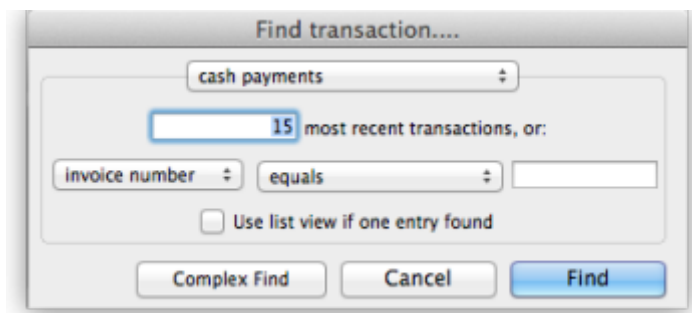 Find transaction....
cash payments
15 most recent transactions, or:
invoice number equals
Use list view if one entry found
Complex Find Cancel Find